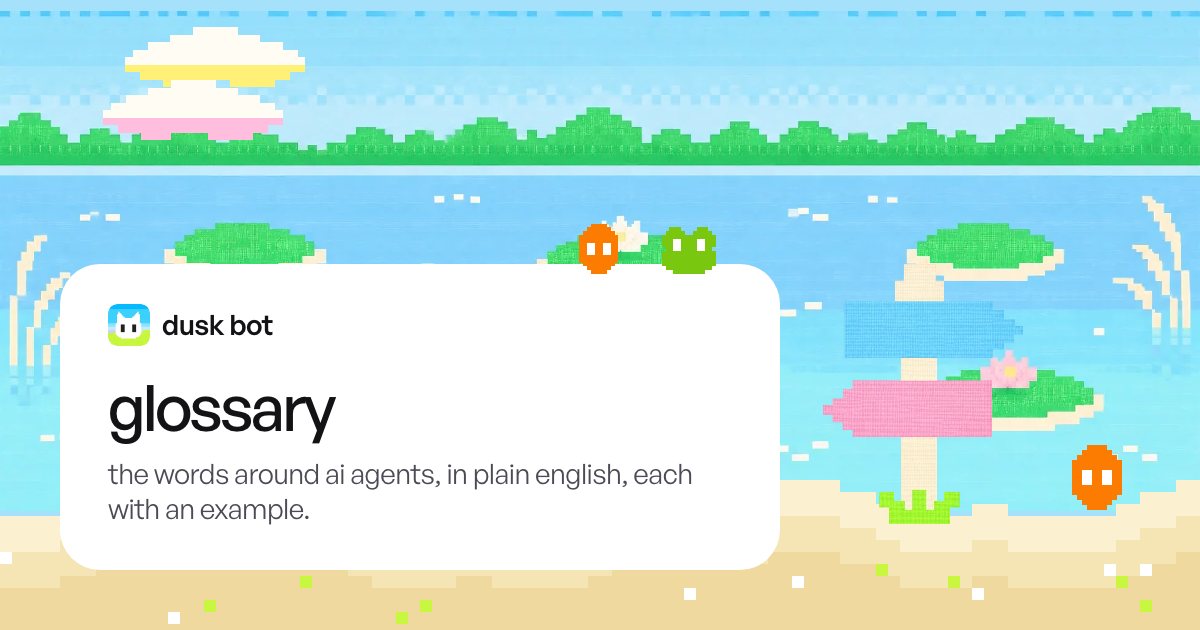 dusk bot
glossary
the words around ai agents, in plain english, each
with an example.